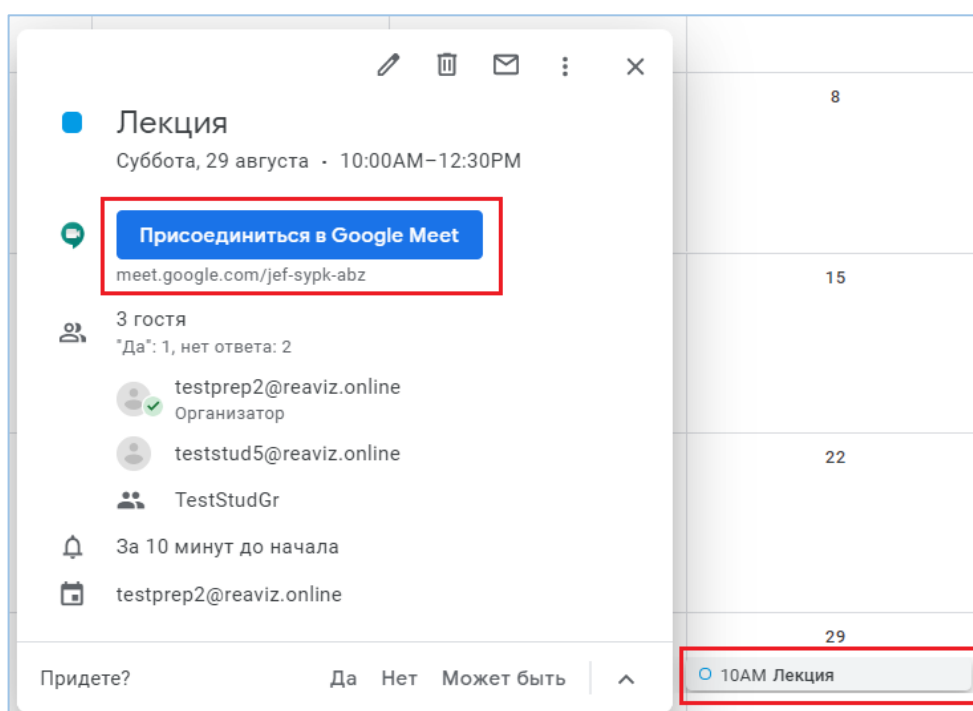 Лекция
Суббота, 29 августа · 10:00AM–12:30PM
Присоединиться в Google Meet
meet.google.com/jef-sypk-abz
3 гостя
"Да": 1, нет ответа: 2
testprep2@reaviz.online
Организатор
teststud5@reaviz.online
TestStudGr
За 10 минут до начала
testprep2@reaviz.online
Придете? Да Нет Может быть
8
15
22
29
10AM Лекция